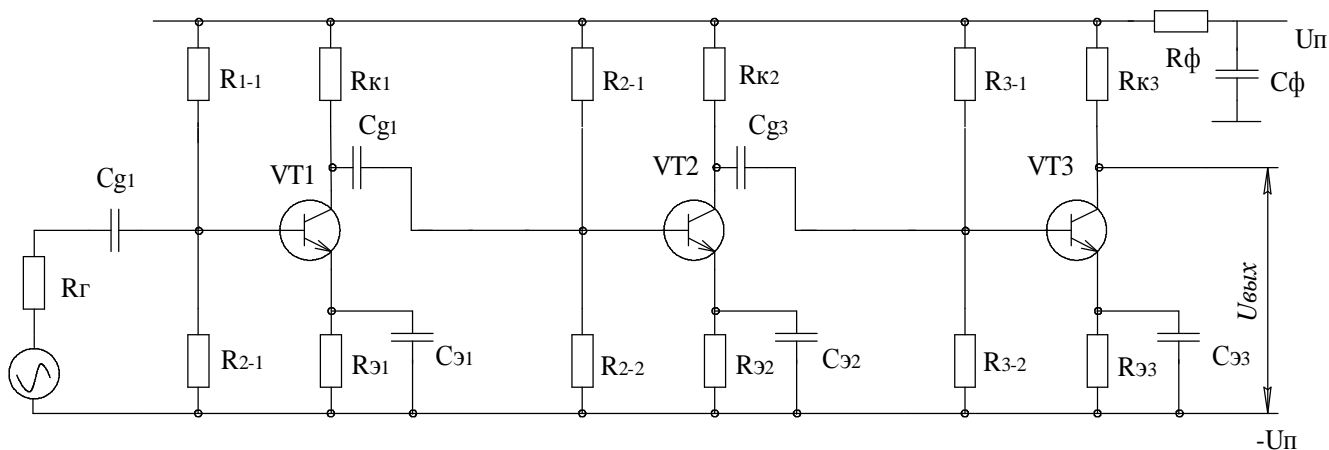 Uп
R1-1
Rк1
R2-1
Rк2
R3-1
Rк3
Rф
Cф
Cg1
Cg3
Cg1
VT1
VT2
VT3
Rг
Uвых
R2-1
Rэ1
Cэ1
R2-2
Rэ2
Cэ2
R3-2
Rэ3
Cэ3
-Uп